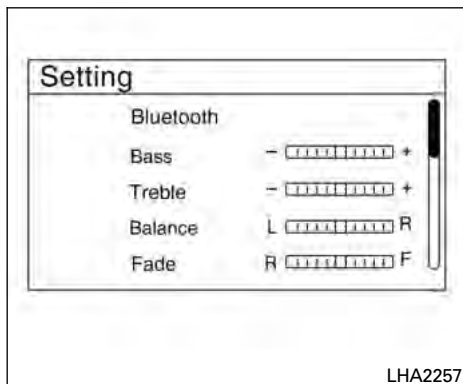 Setting
Bluetooth
Bass - +
Treble - +
Balance L R
Fade R F
LHA2257